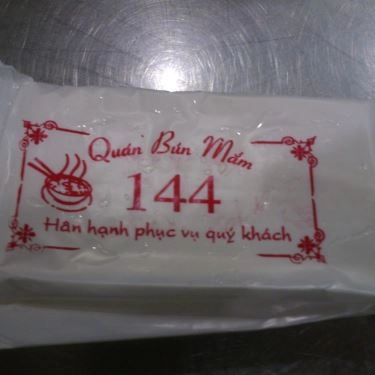 Quán Bún Mắm
144
Hân hạnh phục vụ quý khách